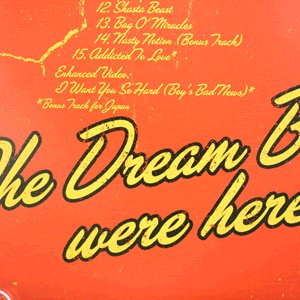 12. Shasta Beast
13. Bag O' Miracles
14. Nasty Notion (Bonus Track)
15. Addicted To Love*
Enhanced Video:
I Want You So Hard (Boy's Bad News)*
*Bonus Track for Japan
The Dream B
were here